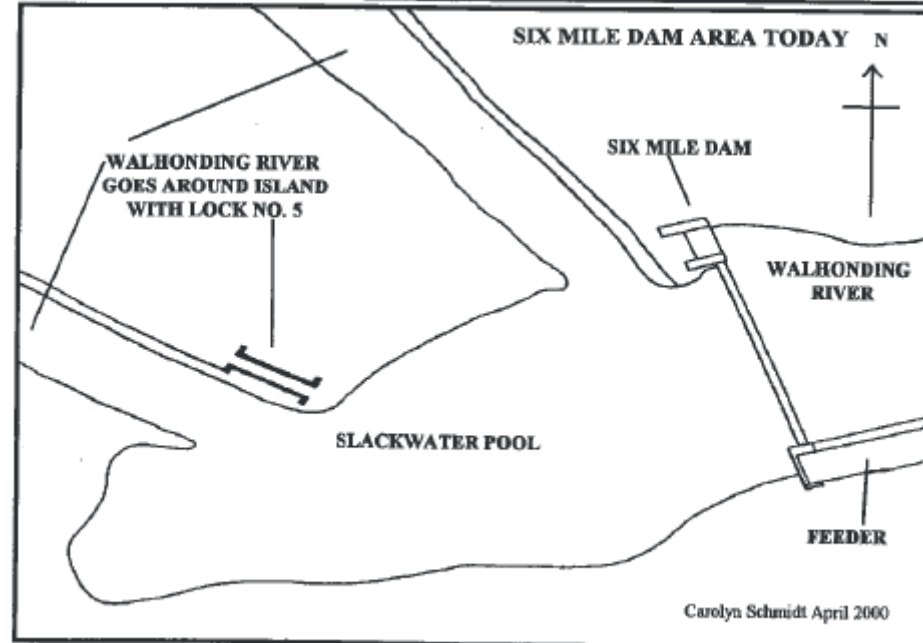 SIX MILE DAM AREA TODAY N
SIX MILE DAM
WALHONDING RIVER
GOES AROUND ISLAND
WITH LOCK NO. 5
WALHONDING
RIVER
SLACKWATER POOL
FEEDER
Carolyn Schmidt April 2000